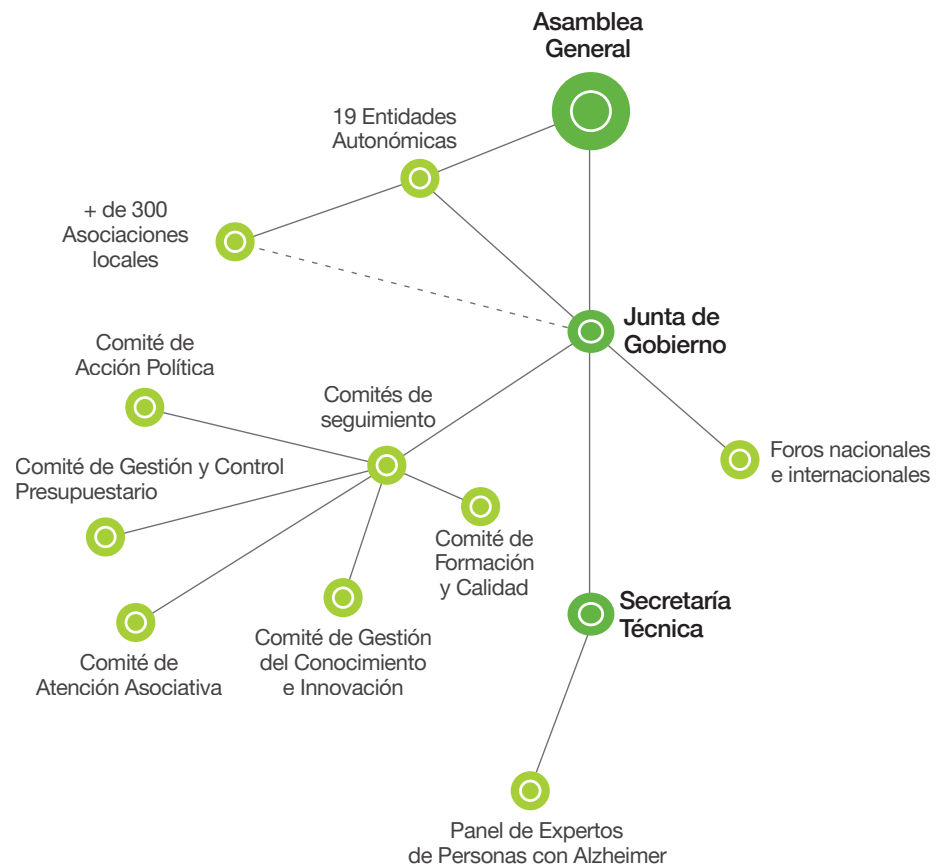 Asamblea
General
19 Entidades
Autonómicas
+ de 300
Asociaciones
locales
Junta de
Gobierno
Comité de
Acción Política
Comités de
seguimiento
Foros nacionales
e internacionales
Comité de Gestión y Control
Presupuestario
Comité de
Formación
y Calidad
Secretaría
Técnica
Comité de Gestión
del Conocimiento
e Innovación
Comité de
Atención Asociativa
Panel de Expertos
de Personas con Alzheimer